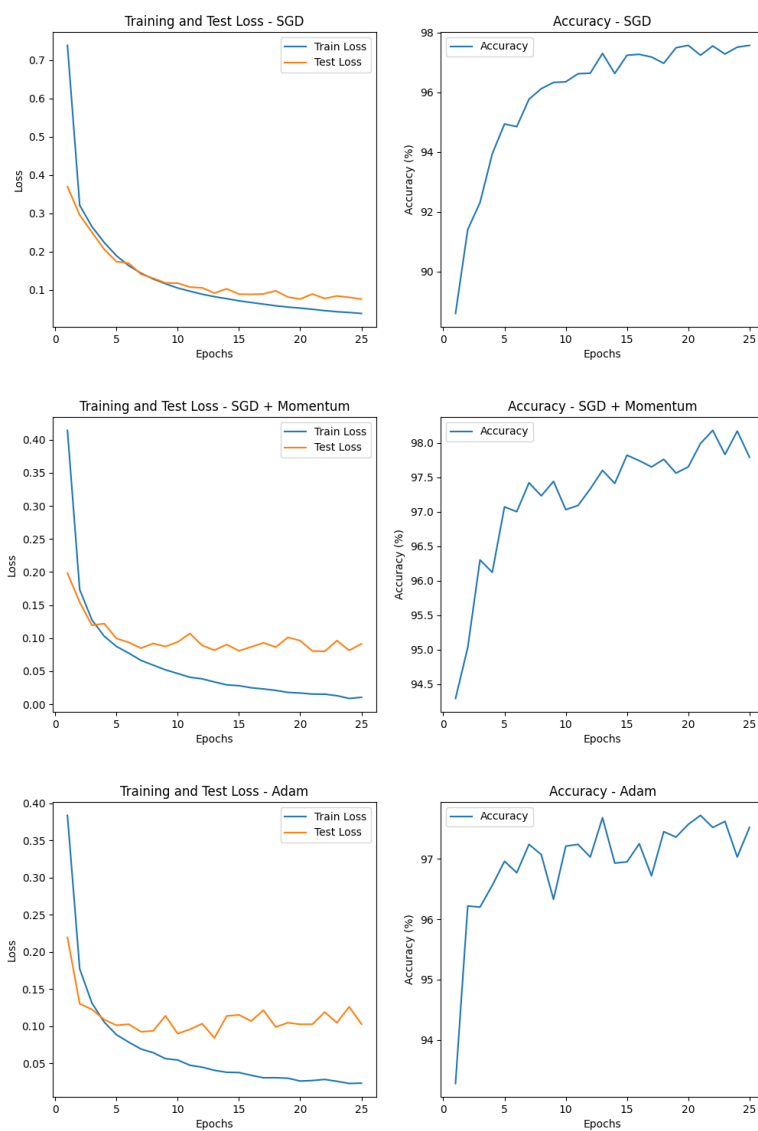 Training and Test Loss - SGD
Train Loss
Test Loss
Loss
0.7
0.6
0.5
0.4
0.3
0.2
0.1
0
5
10
15
20
25
Epochs
Accuracy - SGD
Accuracy
Accuracy (%)
98
96
94
92
90
0
5
10
15
20
25
Epochs
Training and Test Loss - SGD + Momentum
Train Loss
Test Loss
Loss
0.40
0.35
0.30
0.25
0.20
0.15
0.10
0.05
0.00
0
5
10
15
20
25
Epochs
Accuracy - SGD + Momentum
Accuracy
Accuracy (%)
98.0
97.5
97.0
96.5
96.0
95.5
95.0
94.5
0
5
10
15
20
25
Epochs
Training and Test Loss - Adam
Train Loss
Test Loss
Loss
0.40
0.35
0.30
0.25
0.20
0.15
0.10
0.05
0
5
10
15
20
25
Epochs
Accuracy - Adam
Accuracy
Accuracy (%)
97
96
95
94
0
5
10
15
20
25
Epochs